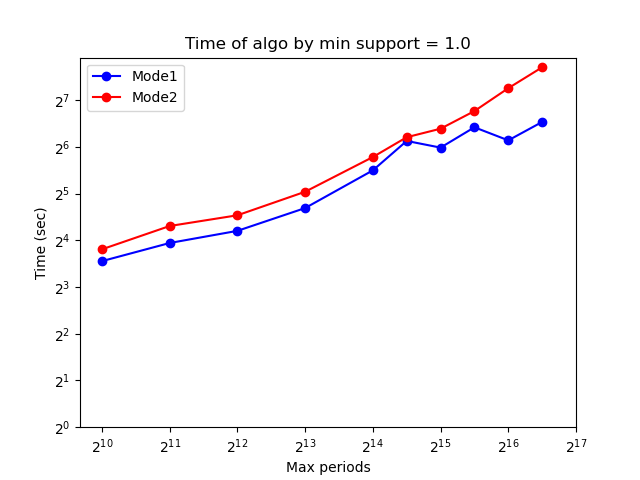 Time of algo by min support = 1.0
Mode1
Mode2
Time (sec)
2^7
2^6
2^5
2^4
2^3
2^2
2^1
2^0
2^10 2^11 2^12 2^13 2^14 2^15 2^16 2^17
Max periods